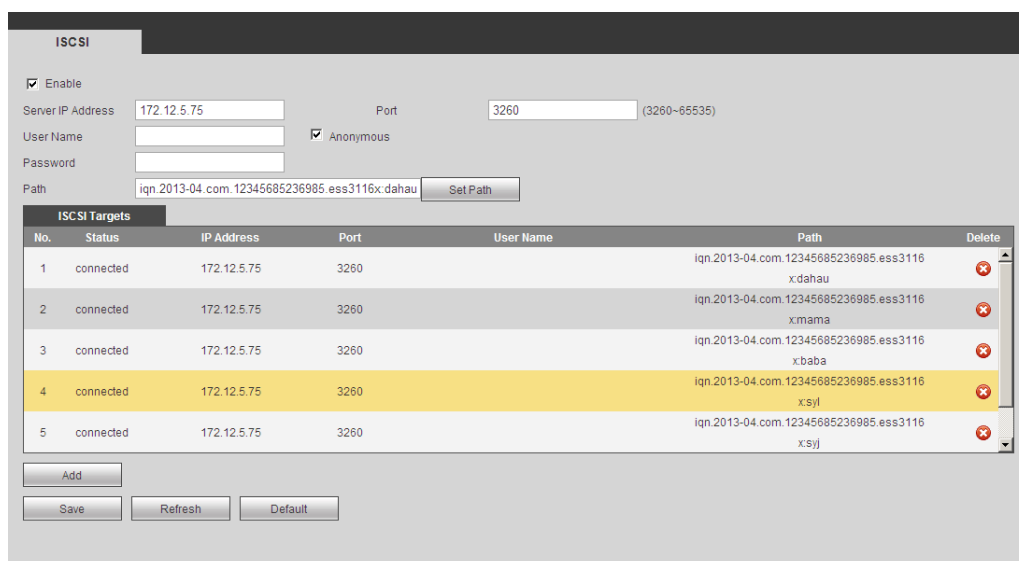 ISCSI
Enable
Server IP Address 172.12.5.75 Port 3260 (3260~65535)
User Name Anonymous
Password
Path iqn.2013-04.com.12345685236985.ess3116x:dahau Set Path
ISCSI Targets
No. Status IP Address Port User Name Path Delete
1 connected 172.12.5.75 3260 iqn.2013-04.com.12345685236985.ess3116
x:dahau
2 connected 172.12.5.75 3260 iqn.2013-04.com.12345685236985.ess3116
x:mama
3 connected 172.12.5.75 3260 iqn.2013-04.com.12345685236985.ess3116
x:baba
4 connected 172.12.5.75 3260 iqn.2013-04.com.12345685236985.ess3116
x:syl
5 connected 172.12.5.75 3260 iqn.2013-04.com.12345685236985.ess3116
x:syj
Add
Save Refresh Default